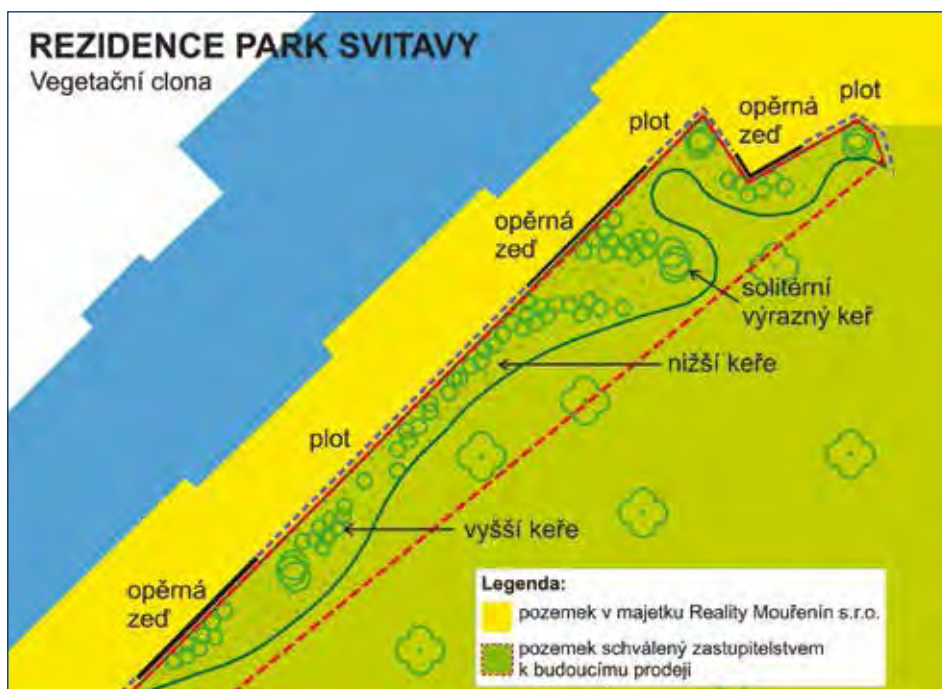 REZIDENCE PARK SVITAVY
Vegetační clona
plot
opěrná
zeď
plot
opěrná
zeď
solitérní
výrazný keř
nižší keře
plot
vyšší keře
opěrná
zeď
Legenda:
pozemek v majetku Reality Mouřenín s.r.o.
pozemek schválený zastupitelstvem
k budoucímu prodeji